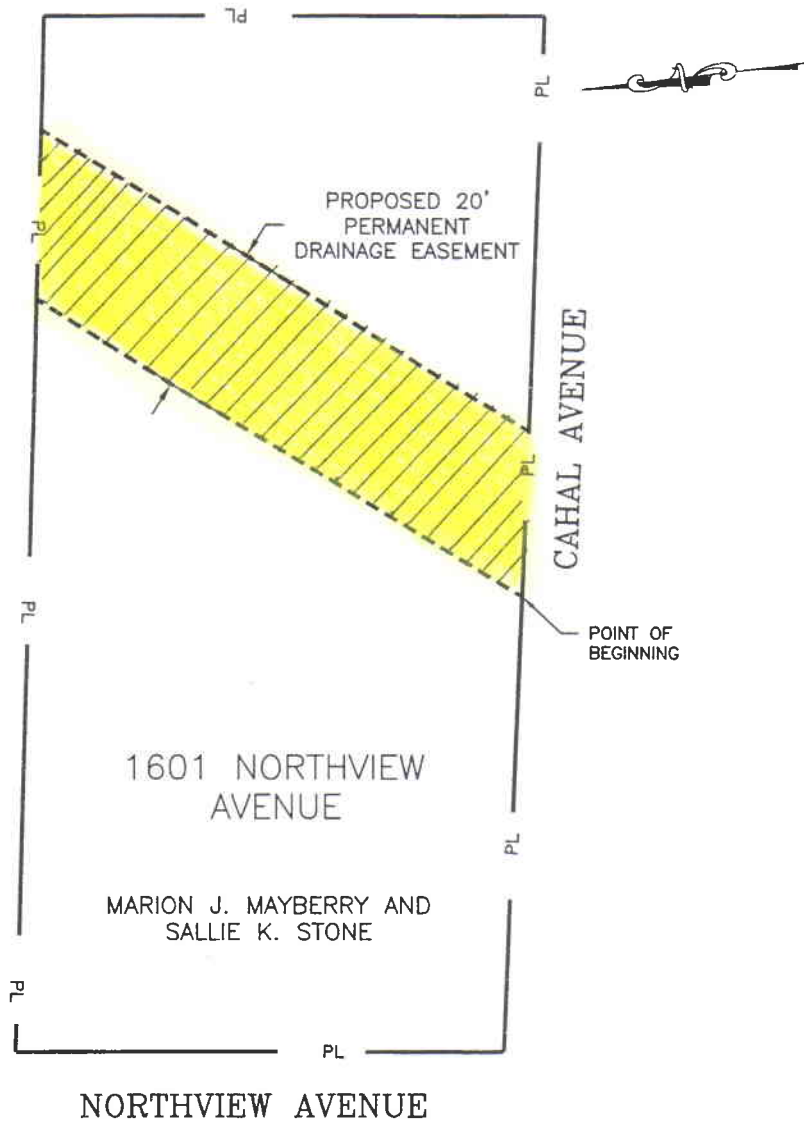 PL
PL
PROPOSED 20'
PERMANENT
DRAINAGE EASEMENT
PL
CAHAL AVENUE
PL
POINT OF
BEGINNING
PL
1601 NORTHVIEW
AVENUE
PL
MARION J. MAYBERRY AND
SALLIE K. STONE
PL
PL
NORTHVIEW AVENUE